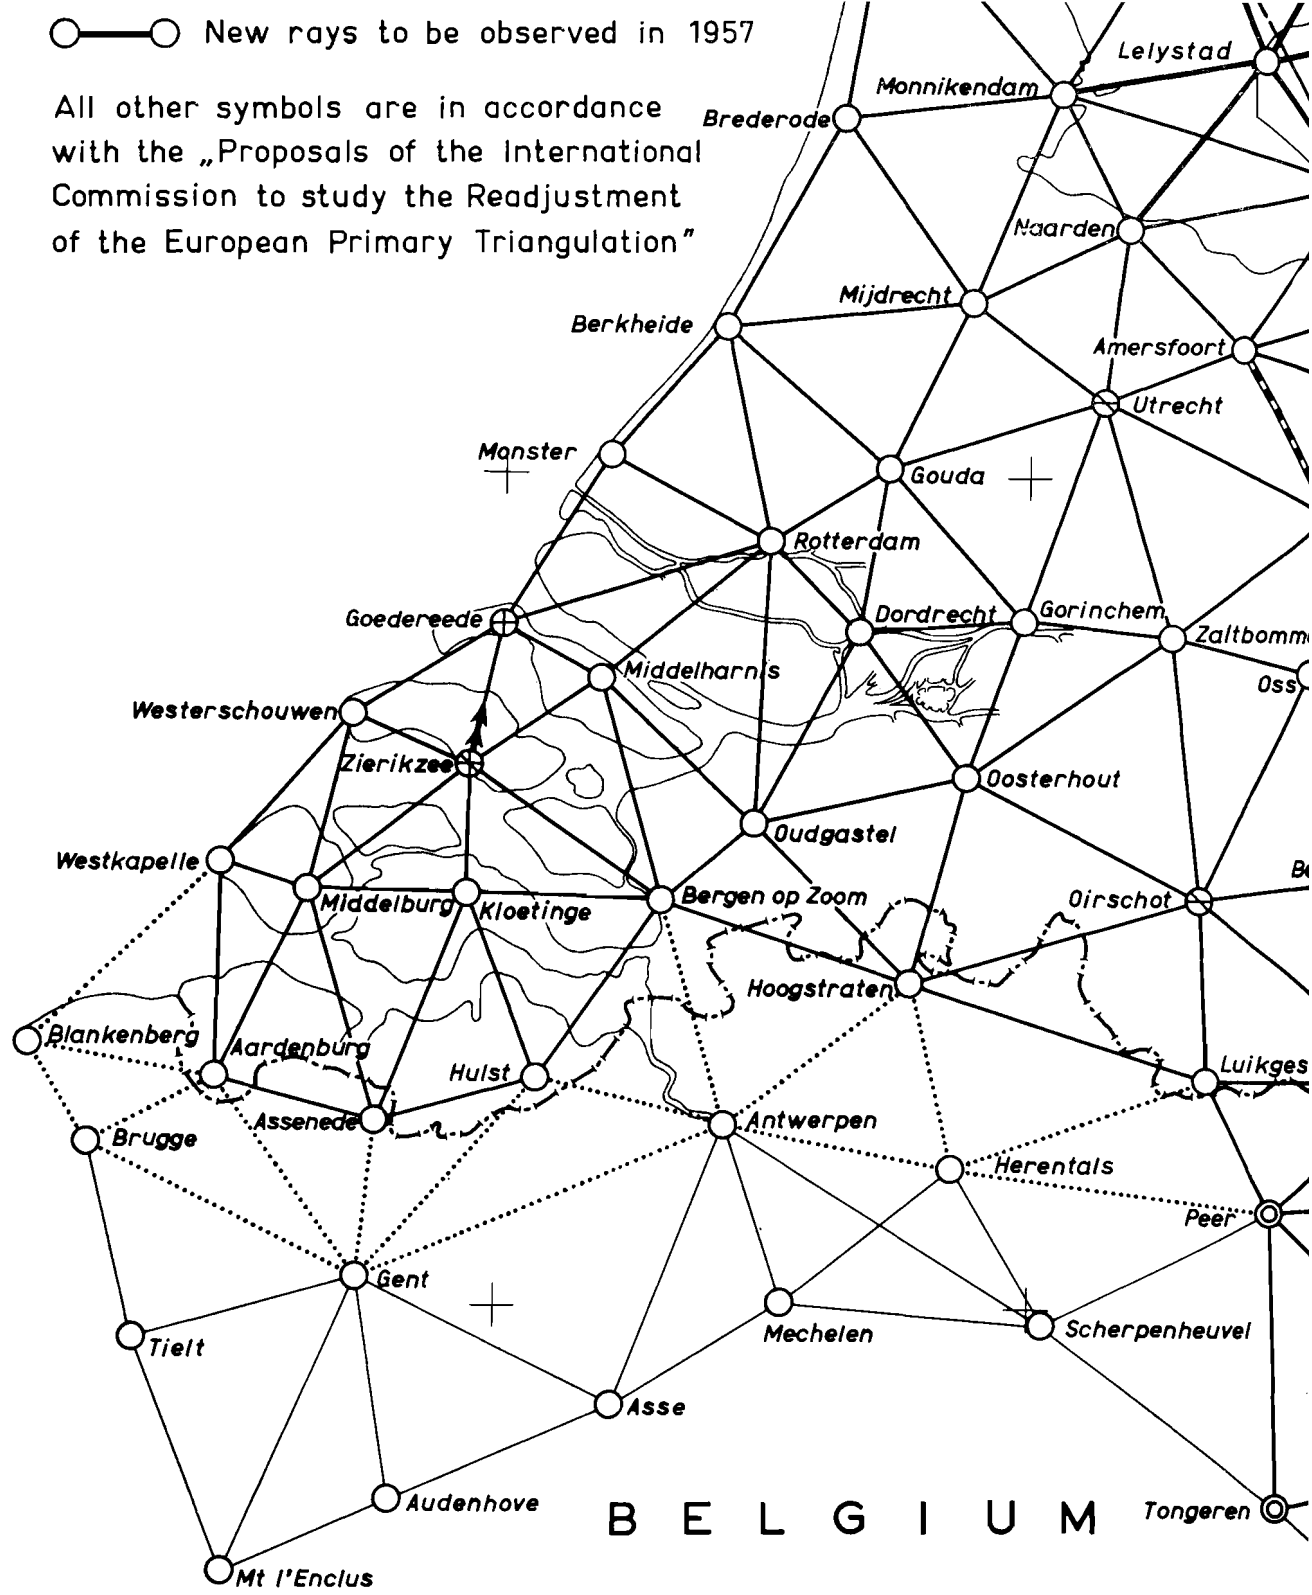 New rays to be observed in 1957
All other symbols are in accordance
with the „Proposals of the International
Commission to study the Readjustment
of the European Primary Triangulation"
Lelystad
Monnikendam
Brederode
Naarden
Mijdrecht
Berkheide
Amersfoort
Utrecht
Monster
Gouda
Rotterdam
Goedereede
Dordrecht
Gorinchem
Zaltbomme
Middelharnis
Oss
Westerschouwen
Zierikzee
Oosterhout
Oudgastel
Westkapelle
Be
Middelburg
Kloetinge
Bergen op Zoom
Oirschot
Hoogstraten
Blankenberg
Aardenburg
Hulst
Luikges
Assenede
Antwerpen
Brugge
Herentals
Peer
Gent
Mechelen
Scherpenheuvel
Tielt
Asse
Audenhove
BELGIUM
Tongeren
Mt l'Enclus